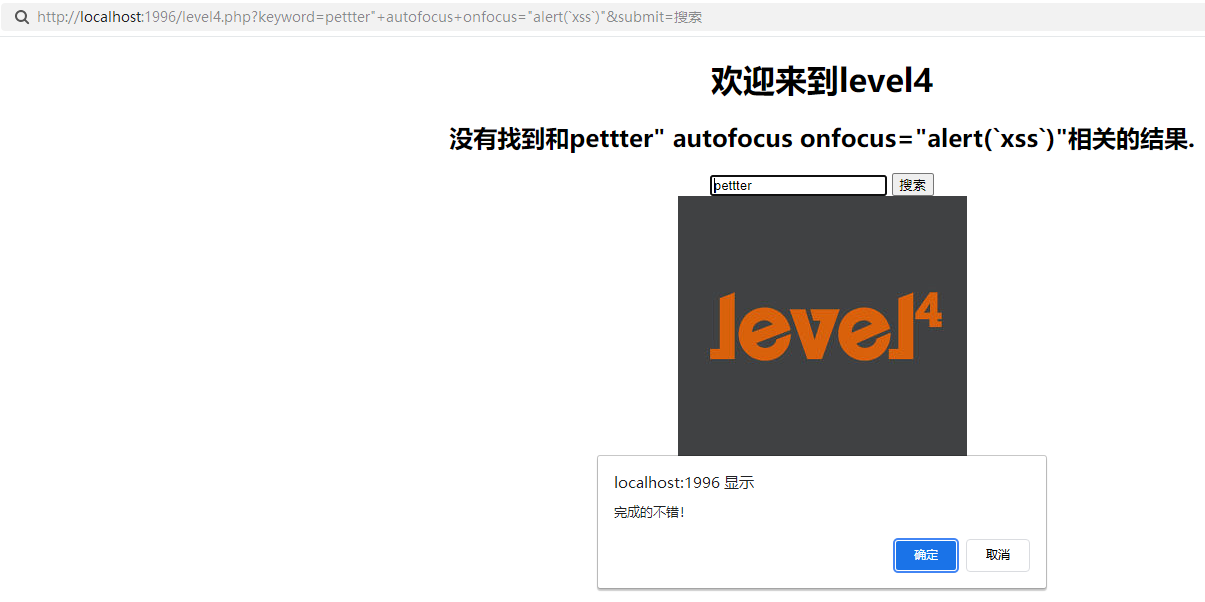 http://localhost:1996/level4.php?keyword=pettter"+autofocus+onfocus="alert(`xss`)"&submit=搜索
欢迎来到level4
没有找到和pettter" autofocus onfocus="alert(`xss`)"相关的结果.
pettter 搜索
level4
localhost:1996 显示
完成的不错！
确定 取消